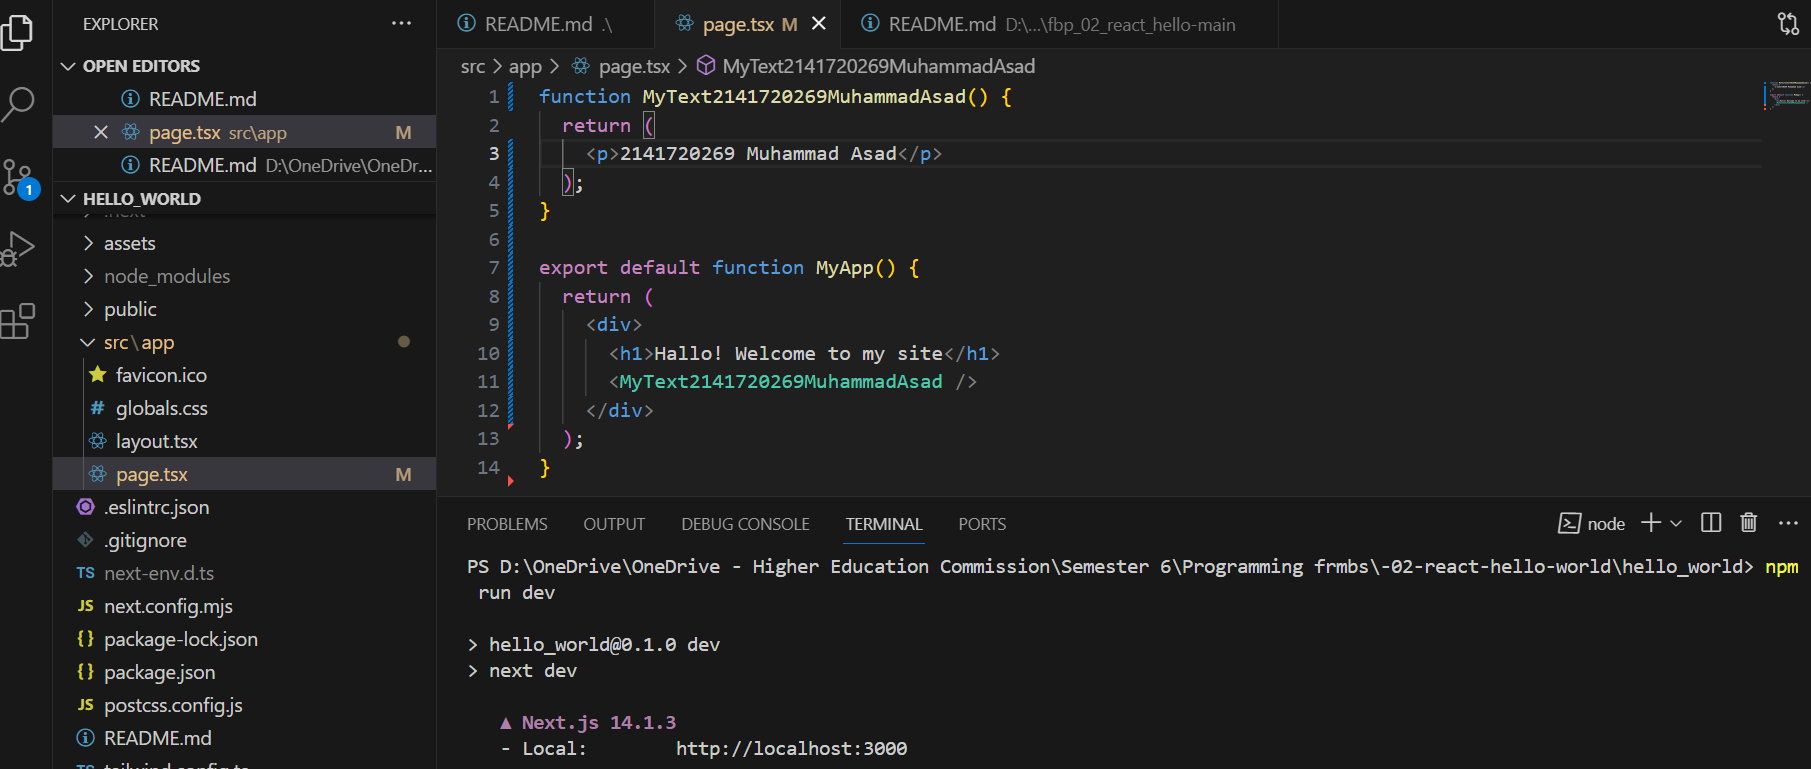 EXPLORER
OPEN EDITORS
README.md
page.tsx src\app M
README.md D:\OneDrive\OneDr...
HELLO_WORLD
.next
assets
node_modules
public
src\app
favicon.ico
globals.css
layout.tsx
page.tsx M
.eslintrc.json
.gitignore
TS next-env.d.ts
JS next.config.mjs
{} package-lock.json
{} package.json
JS postcss.config.js
README.md
TS tailwind.config.ts
1
README.md .\ page.tsx M README.md D:\...\fbp_02_react_hello-main
src > app > page.tsx > MyText2141720269MuhammadAsad
1 function MyText2141720269MuhammadAsad() {
2 return (
3 <p>2141720269 Muhammad Asad</p>
4 );
5 }
6
7 export default function MyApp() {
8 return (
9 <div>
10 <h1>Hallo! Welcome to my site</h1>
11 <MyText2141720269MuhammadAsad />
12 </div>
13 );
14 }
PROBLEMS OUTPUT DEBUG CONSOLE TERMINAL PORTS node
PS D:\OneDrive\OneDrive - Higher Education Commission\Semester 6\Programming frmbs\-02-react-hello-world\hello_world> npm
run dev
> hello_world@0.1.0 dev
> next dev
▲ Next.js 14.1.3
- Local: http://localhost:3000